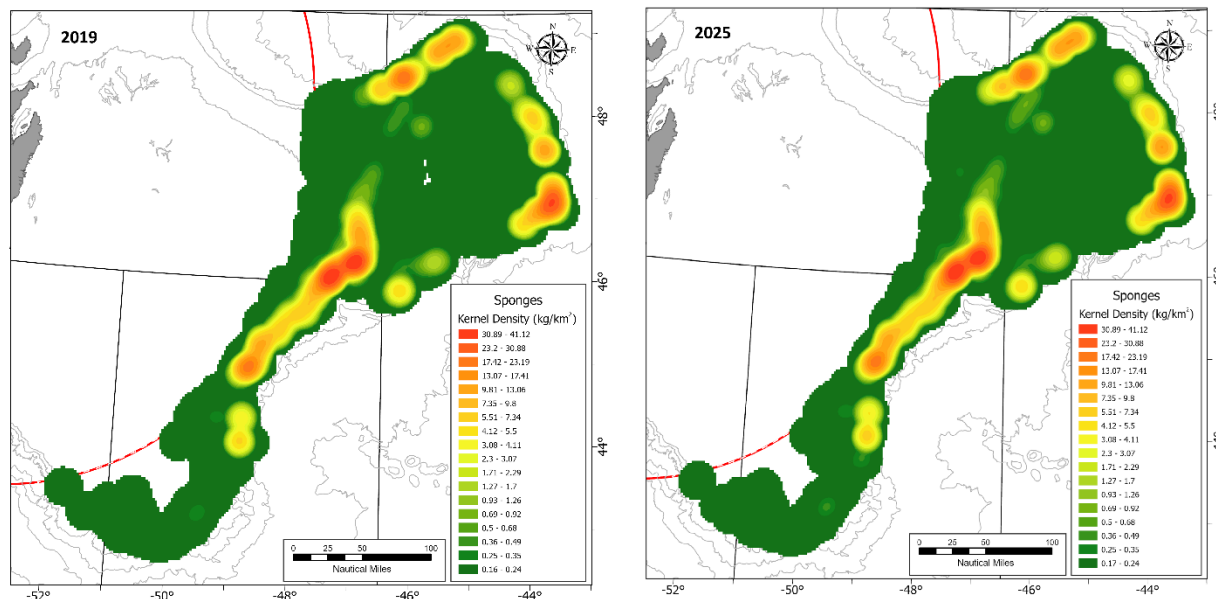 2019
N
W E
S
48°
46°
44°
Sponges
Kernel Density (kg/km²)
30.89 - 41.12
23.2 - 30.88
17.42 - 23.19
13.07 - 17.41
9.81 - 13.06
7.35 - 9.8
5.51 - 7.34
4.12 - 5.5
3.08 - 4.11
2.3 - 3.07
1.71 - 2.29
1.27 - 1.7
0.93 - 1.26
0.69 - 0.92
0.5 - 0.68
0.36 - 0.49
0.25 - 0.35
0.16 - 0.24
0 25 50 100
Nautical Miles
-52° -50° -48° -46° -44°
2025
N
W E
S
48°
44°
Sponges
Kernel Density (kg/km²)
30.89 - 41.12
23.2 - 30.88
17.42 - 23.19
13.07 - 17.41
9.81 - 13.06
7.35 - 9.8
5.51 - 7.34
4.12 - 5.5
3.08 - 4.11
2.3 - 3.07
1.71 - 2.29
1.27 - 1.7
0.93 - 1.26
0.69 - 0.92
0.5 - 0.68
0.36 - 0.49
0.25 - 0.35
0.17 - 0.24
0 25 50 100
Nautical Miles
-52° -50° -48° -46° -44°